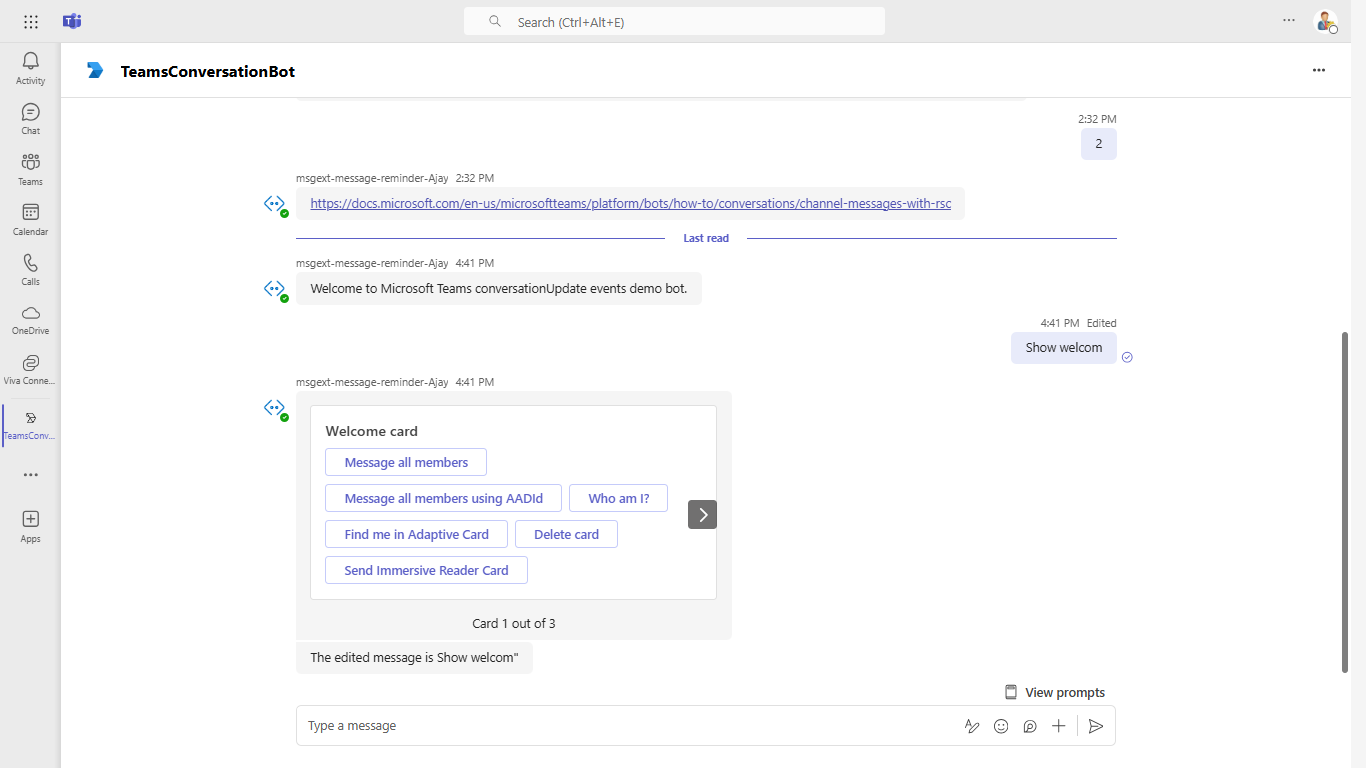 Search (Ctrl+Alt+E)
Activity
Chat
Teams
Calendar
Calls
OneDrive
Viva Conne...
TeamsConv...
Apps
TeamsConversationBot
2:32 PM
2
msgext-message-reminder-Ajay 2:32 PM
https://docs.microsoft.com/en-us/microsoftteams/platform/bots/how-to/conversations/channel-messages-with-rsc
Last read
msgext-message-reminder-Ajay 4:41 PM
Welcome to Microsoft Teams conversationUpdate events demo bot.
4:41 PM Edited
Show welcom
msgext-message-reminder-Ajay 4:41 PM
Welcome card
Message all members
Message all members using AADId Who am I?
Find me in Adaptive Card Delete card
Send Immersive Reader Card
Card 1 out of 3
The edited message is Show welcom"
View prompts
Type a message